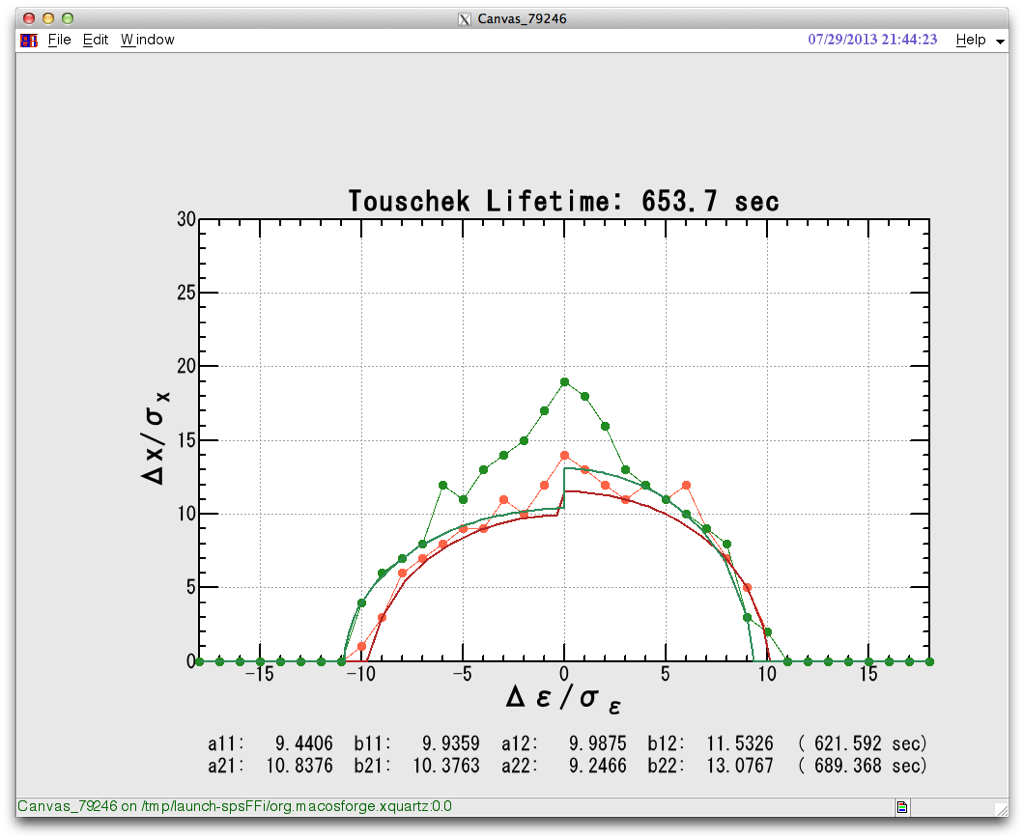 Canvas_79246
File Edit Window 07/29/2013 21:44:23 Help
Touschek Lifetime: 653.7 sec
30
25
20
15
10
5
0
Δx/σx
−15 −10 −5 0 5 10 15
Δε/σε
a11: 9.4406 b11: 9.9359 a12: 9.9875 b12: 11.5326 ( 621.592 sec)
a21: 10.8376 b21: 10.3763 a22: 9.2466 b22: 13.0767 ( 689.368 sec)
Canvas_79246 on /tmp/launch-spsFFi/org.macosforge.xquartz:0.0